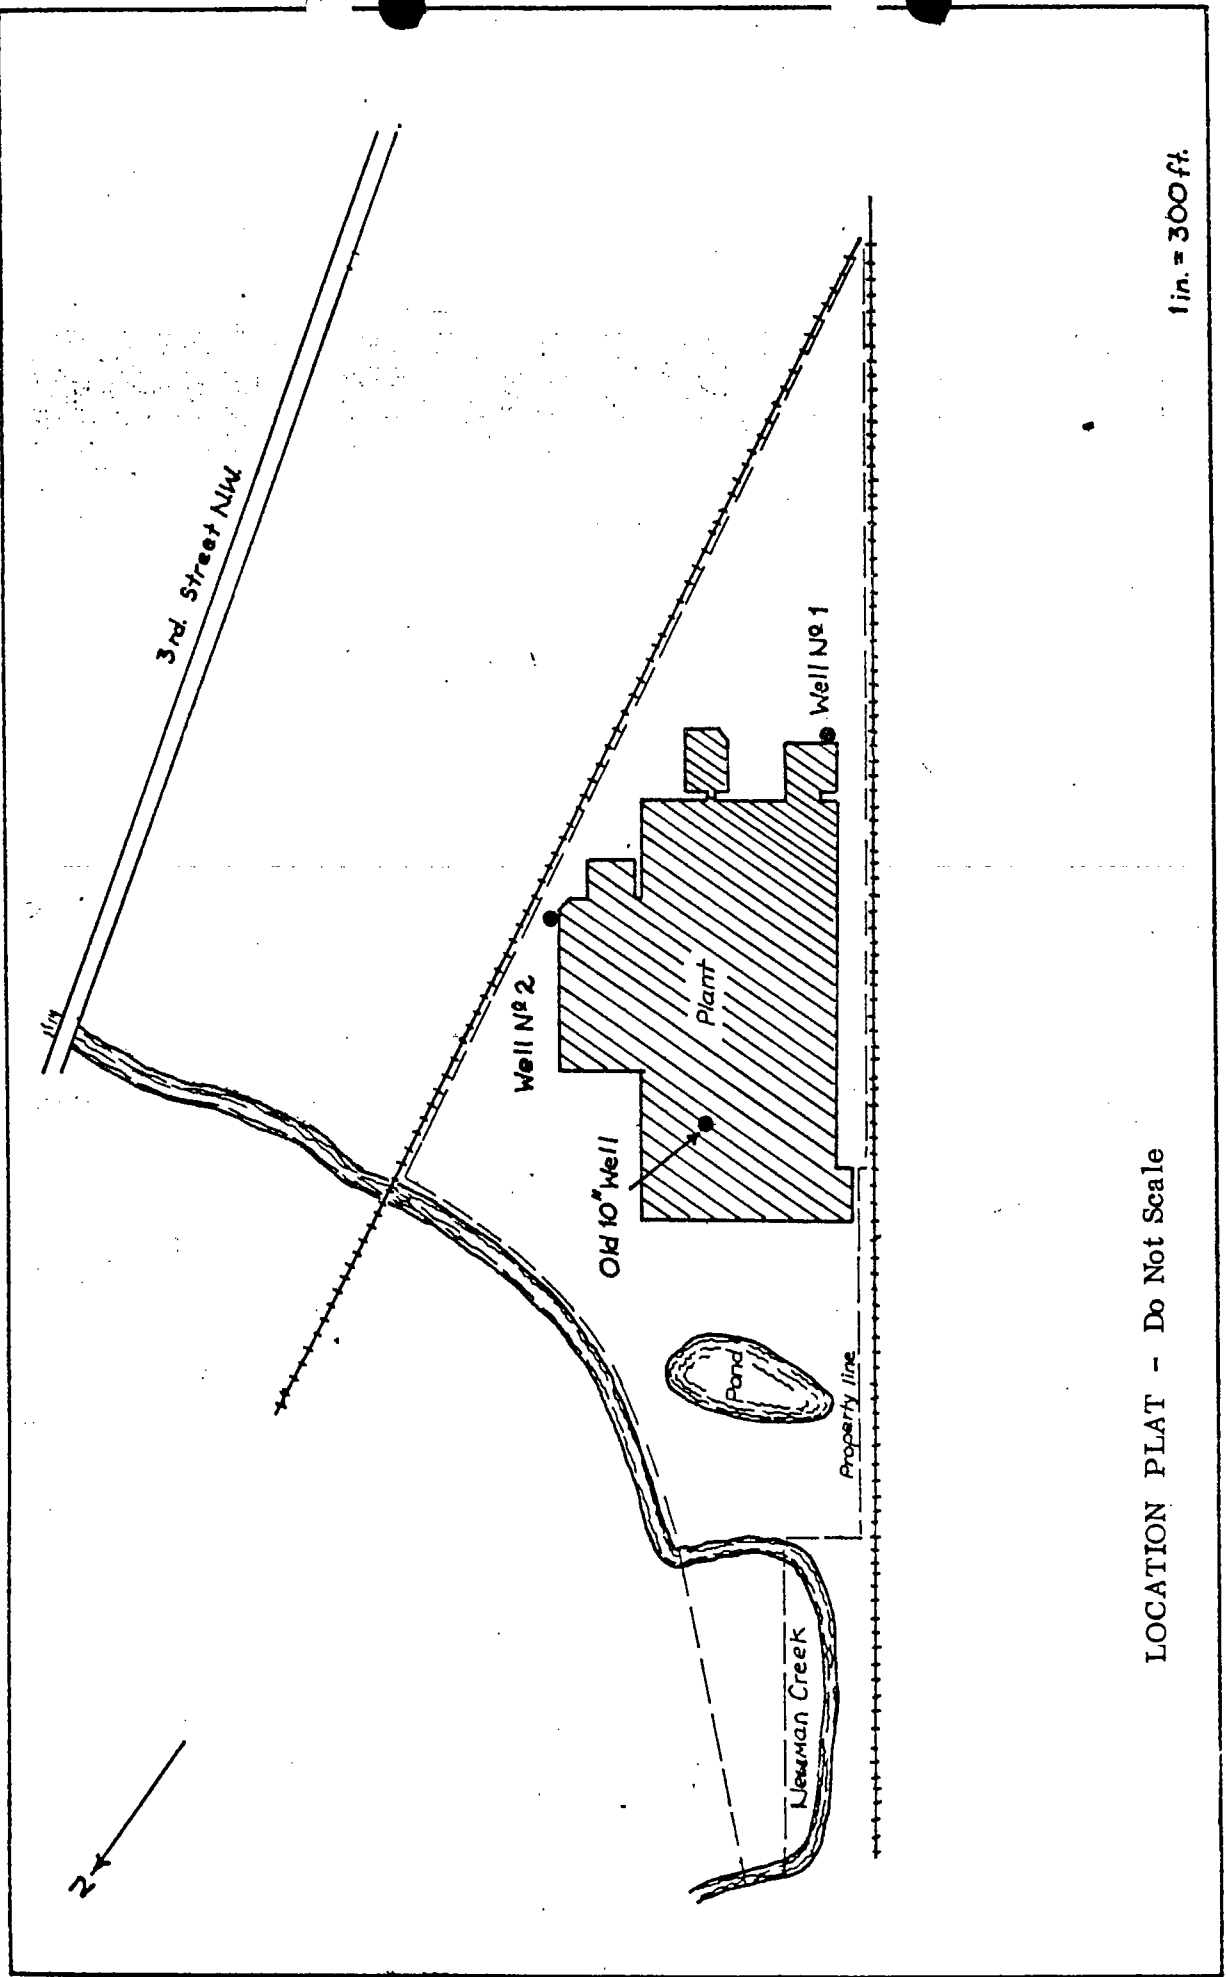 N
3rd. Street N.W.
Well Nº 2
Old 10" Well
Plant
Well Nº 1
Pond
Property line
Newman Creek
LOCATION PLAT - Do Not Scale
1 in. = 300 ft.